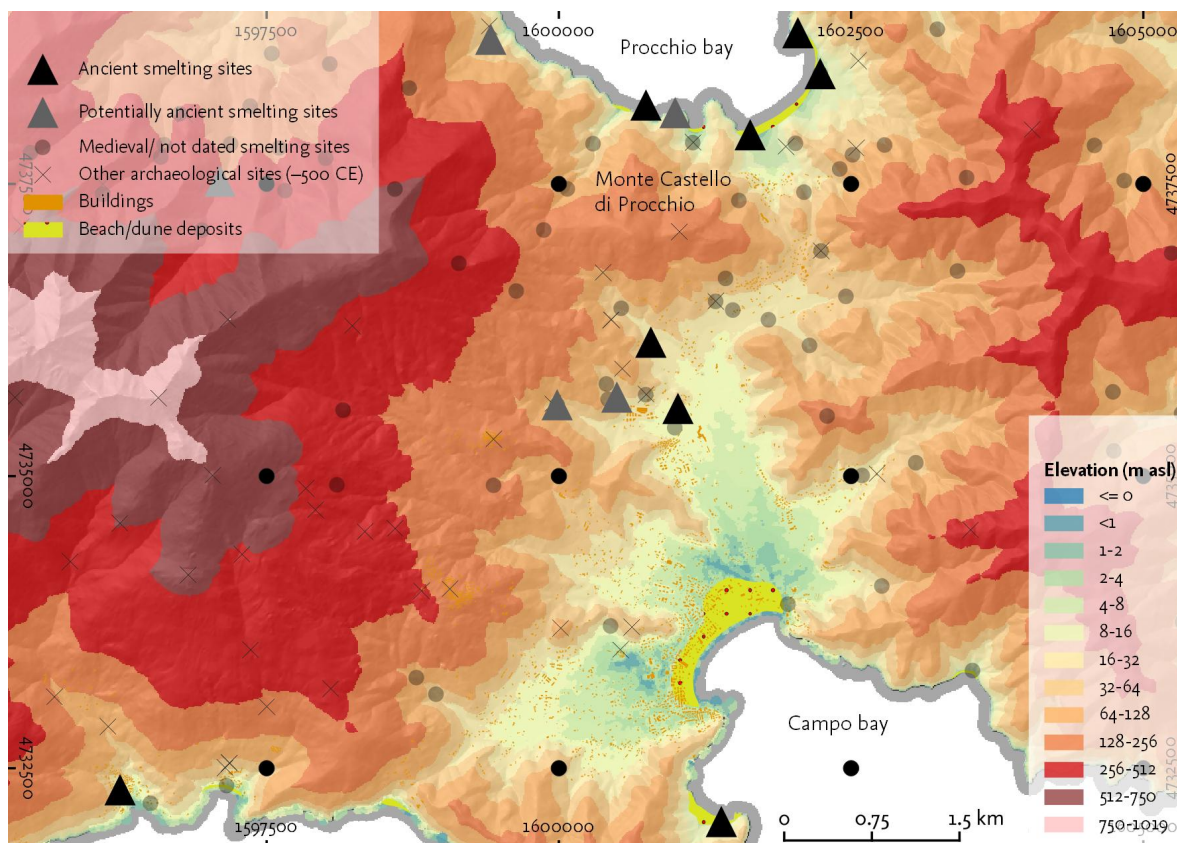 1597500
1600000
1602500
1605000
Procchio bay
Ancient smelting sites
Potentially ancient smelting sites
Medieval/ not dated smelting sites
Other archaeological sites (–500 CE)
Buildings
Beach/dune deposits
4737500
4737500
Monte Castello
di Procchio
4735000
Elevation (m asl)
<= 0
<1
1-2
2-4
4-8
8-16
16-32
32-64
64-128
128-256
256-512
512-750
750-1019
Campo bay
4732500
4732500
0 0.75 1.5 km
1597500
1600000